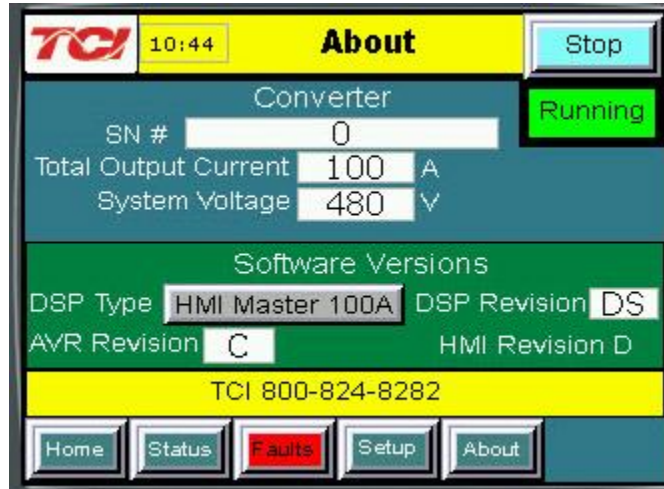 TCI 10:44 About Stop
Converter
Running
SN # 0
Total Output Current 100 A
System Voltage 480 V
Software Versions
DSP Type HMI Master 100A DSP Revision DS
AVR Revision C HMI Revision D
TCI 800-824-8282
Home Status Faults Setup About